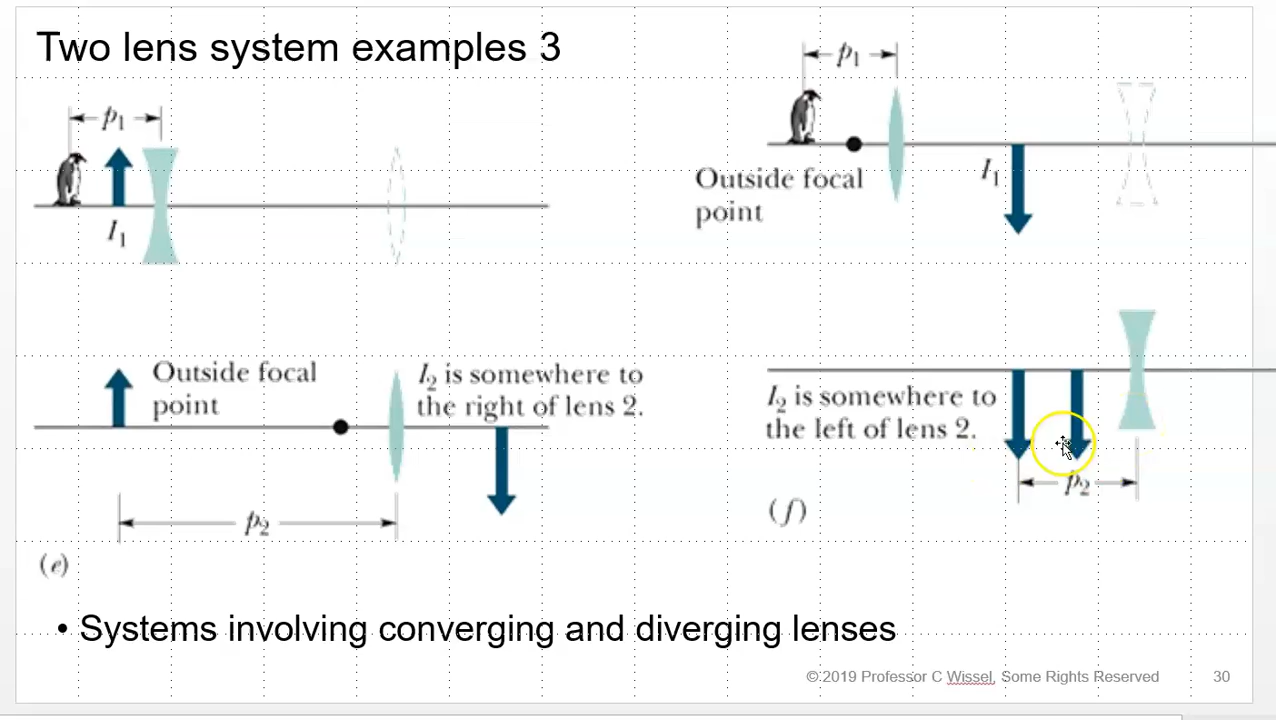 Two lens system examples 3
p1
I1
Outside focal
point
I2 is somewhere to
the right of lens 2.
p2
(e)
p1
Outside focal
point
I1
I2 is somewhere to
the left of lens 2.
p2
(f)
• Systems involving converging and diverging lenses
©2019 Professor C Wissel, Some Rights Reserved
30